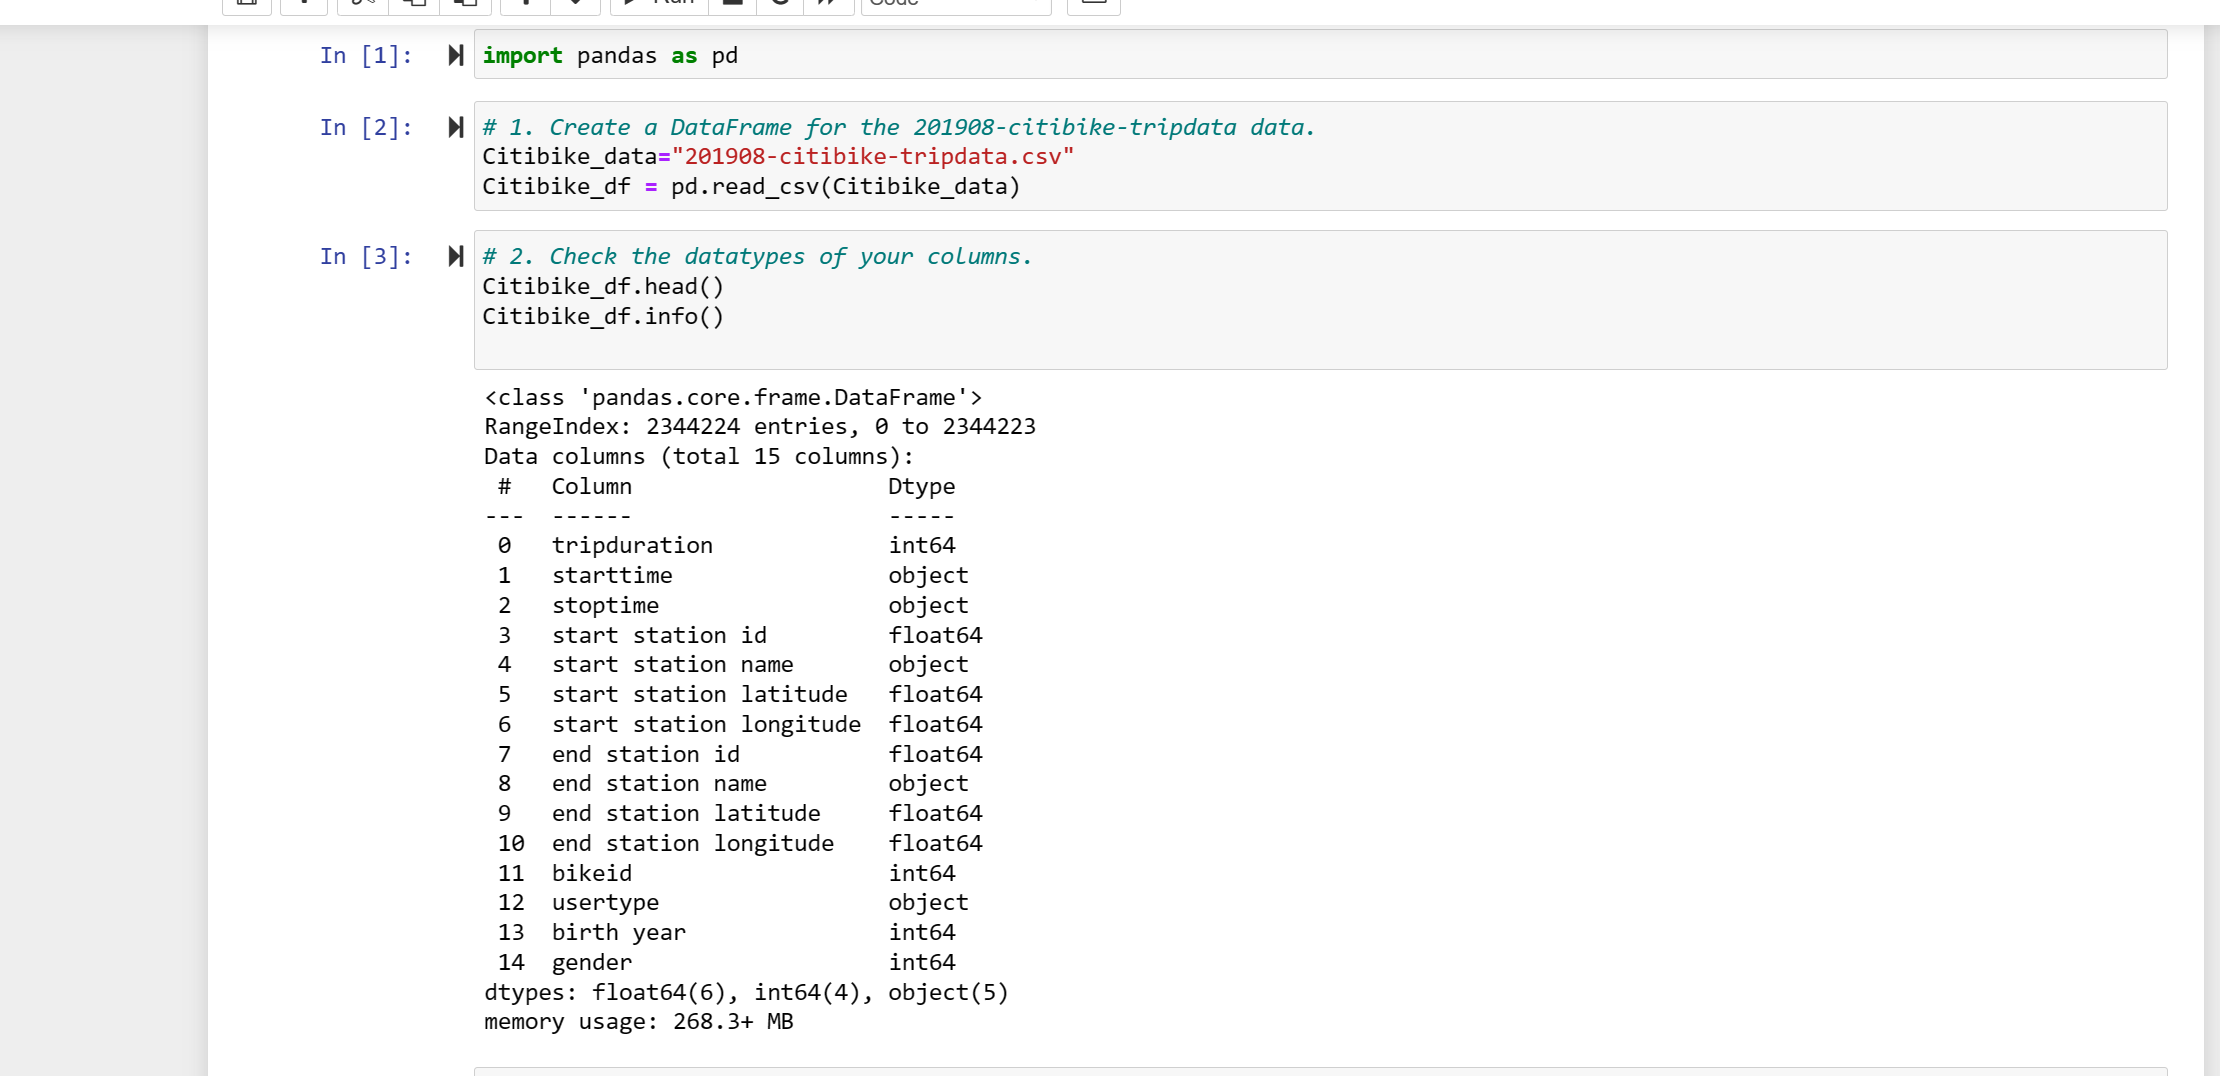 In [1]: import pandas as pd
In [2]: # 1. Create a DataFrame for the 201908-citibike-tripdata data.
Citibike_data="201908-citibike-tripdata.csv"
Citibike_df = pd.read_csv(Citibike_data)
In [3]: # 2. Check the datatypes of your columns.
Citibike_df.head()
Citibike_df.info()
<class 'pandas.core.frame.DataFrame'>
RangeIndex: 2344224 entries, 0 to 2344223
Data columns (total 15 columns):
#   Column                   Dtype
---  ------                   -----
0   tripduration             int64
1   starttime                object
2   stoptime                 object
3   start station id         float64
4   start station name       object
5   start station latitude   float64
6   start station longitude  float64
7   end station id           float64
8   end station name         object
9   end station latitude     float64
10  end station longitude    float64
11  bikeid                   int64
12  usertype                 object
13  birth year               int64
14  gender                   int64
dtypes: float64(6), int64(4), object(5)
memory usage: 268.3+ MB